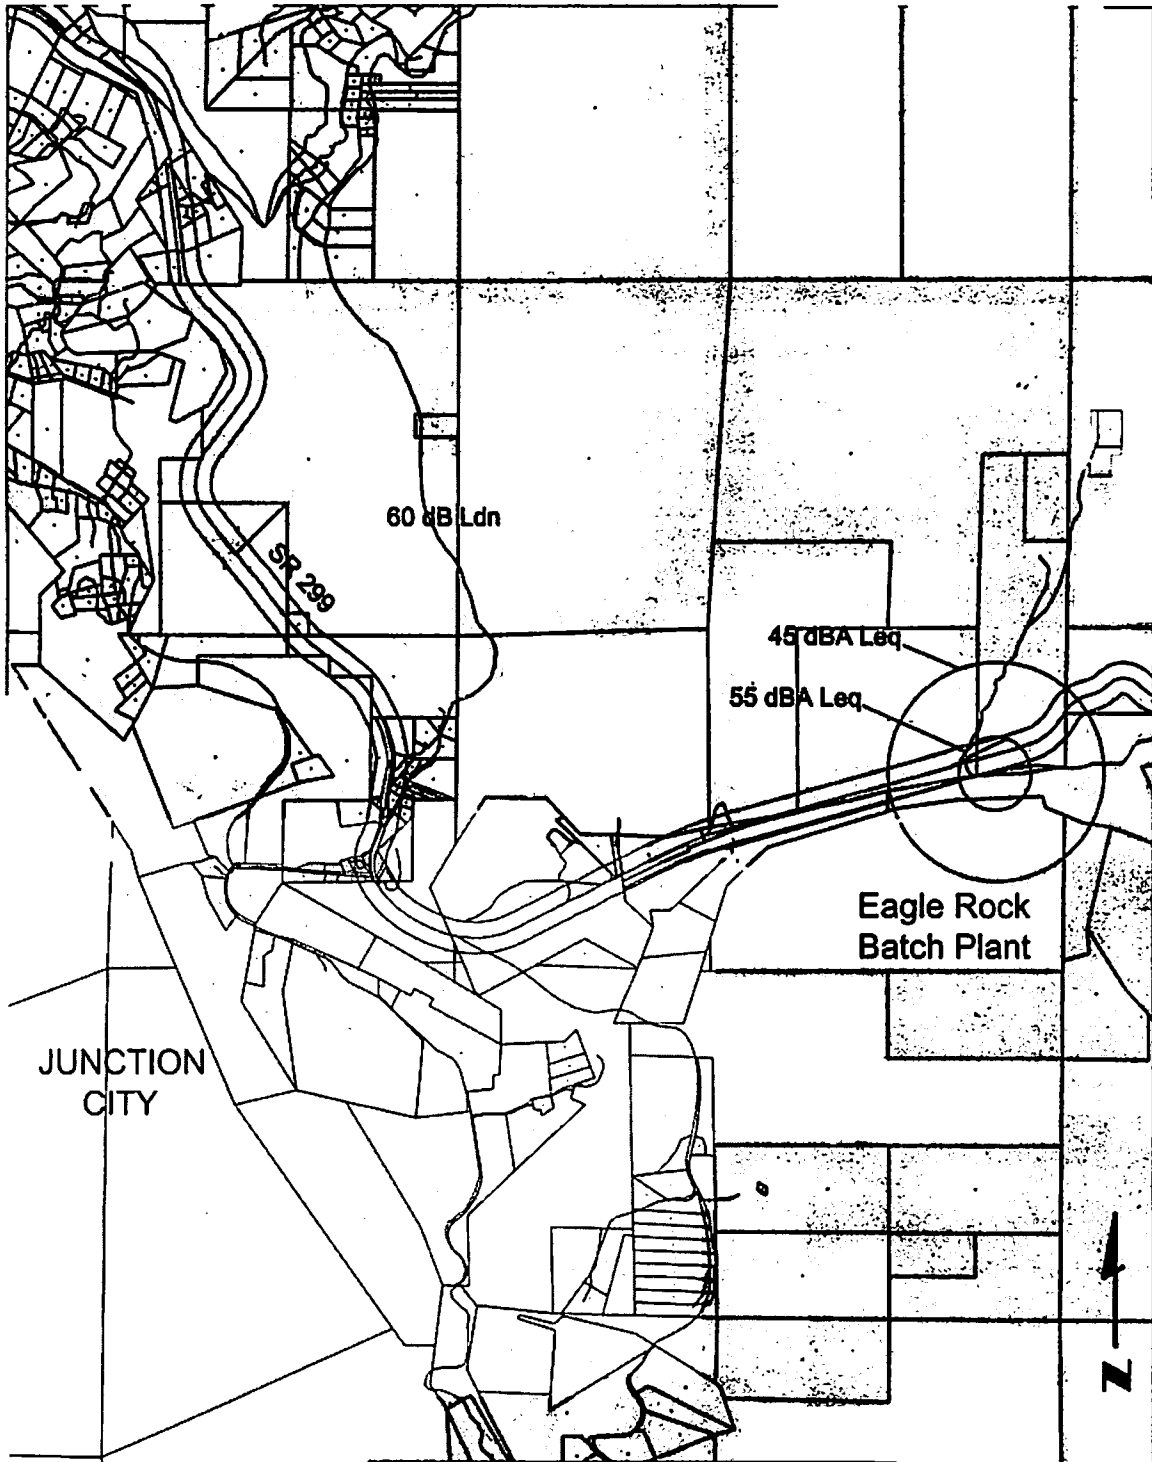 60 dB Ldn
SR 299
45 dBA Leq
55 dBA Leq
Eagle Rock
Batch Plant
JUNCTION
CITY
N